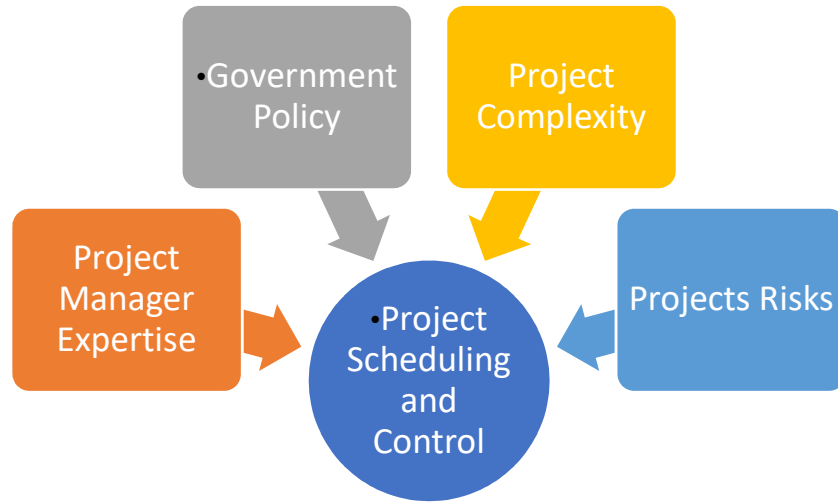 •Government
Policy
Project
Complexity
Project
Manager
Expertise
Projects Risks
•Project
Scheduling
and
Control